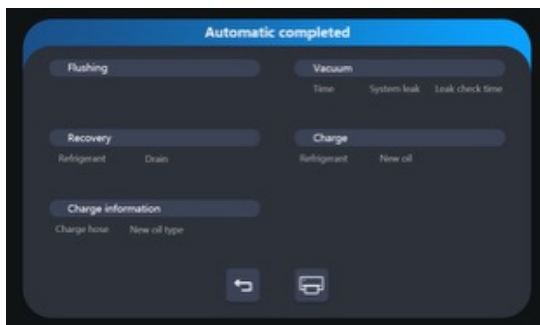 Automatic completed
Flushing
Vacuum
Time System leak Leak check time
Recovery
Charge
Refrigerant Drain
Refrigerant New oil
Charge information
Charge hose New oil type